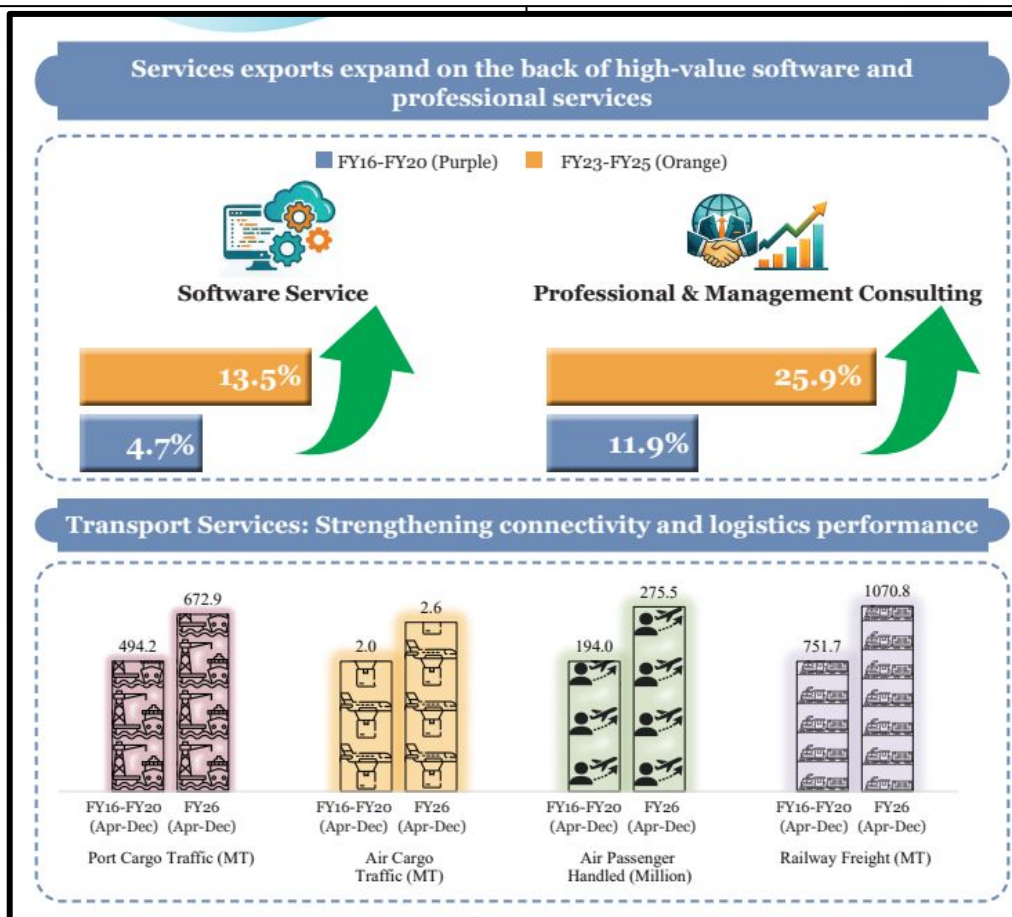 Services exports expand on the back of high-value software and
professional services
FY16-FY20 (Purple) FY23-FY25 (Orange)
Software Service
Professional & Management Consulting
13.5%
4.7%
25.9%
11.9%
Transport Services: Strengthening connectivity and logistics performance
494.2 672.9
2.0 2.6
194.0 275.5
751.7 1070.8
FY16-FY20 FY26
(Apr-Dec) (Apr-Dec)
Port Cargo Traffic (MT)
FY16-FY20 FY26
(Apr-Dec) (Apr-Dec)
Air Cargo
Traffic (MT)
FY16-FY20 FY26
(Apr-Dec) (Apr-Dec)
Air Passenger
Handled (Million)
FY16-FY20 FY26
(Apr-Dec) (Apr-Dec)
Railway Freight (MT)